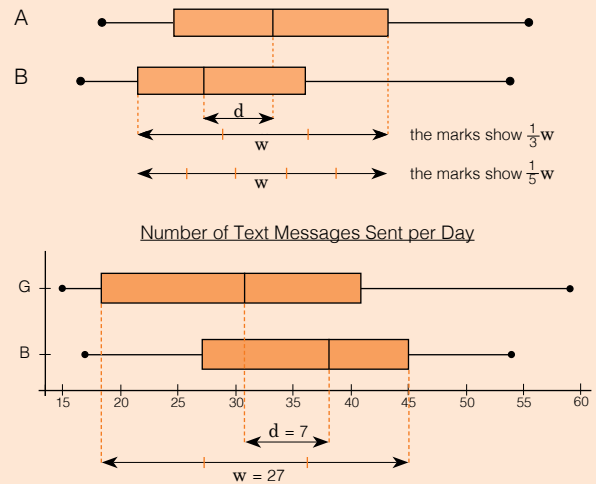 A
B
d
w
the marks show 1/3 w
w
the marks show 1/5 w
Number of Text Messages Sent per Day
G
B
15 20 25 30 35 40 45 50 55 60
d = 7
w = 27